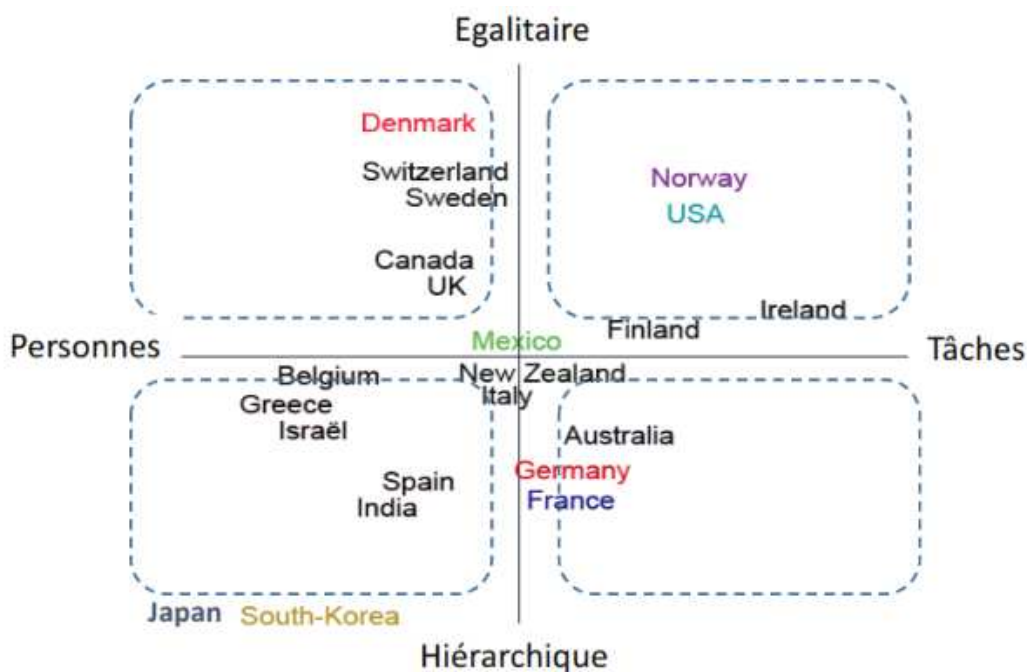 Egalitaire
Denmark
Switzerland
Sweden
Norway
USA
Canada
UK
Ireland
Finland
Mexico
Personnes
Tâches
Belgium
New Zealand
Italy
Greece
Israël
Australia
Germany
Spain
France
India
Japan
South-Korea
Hiérarchique